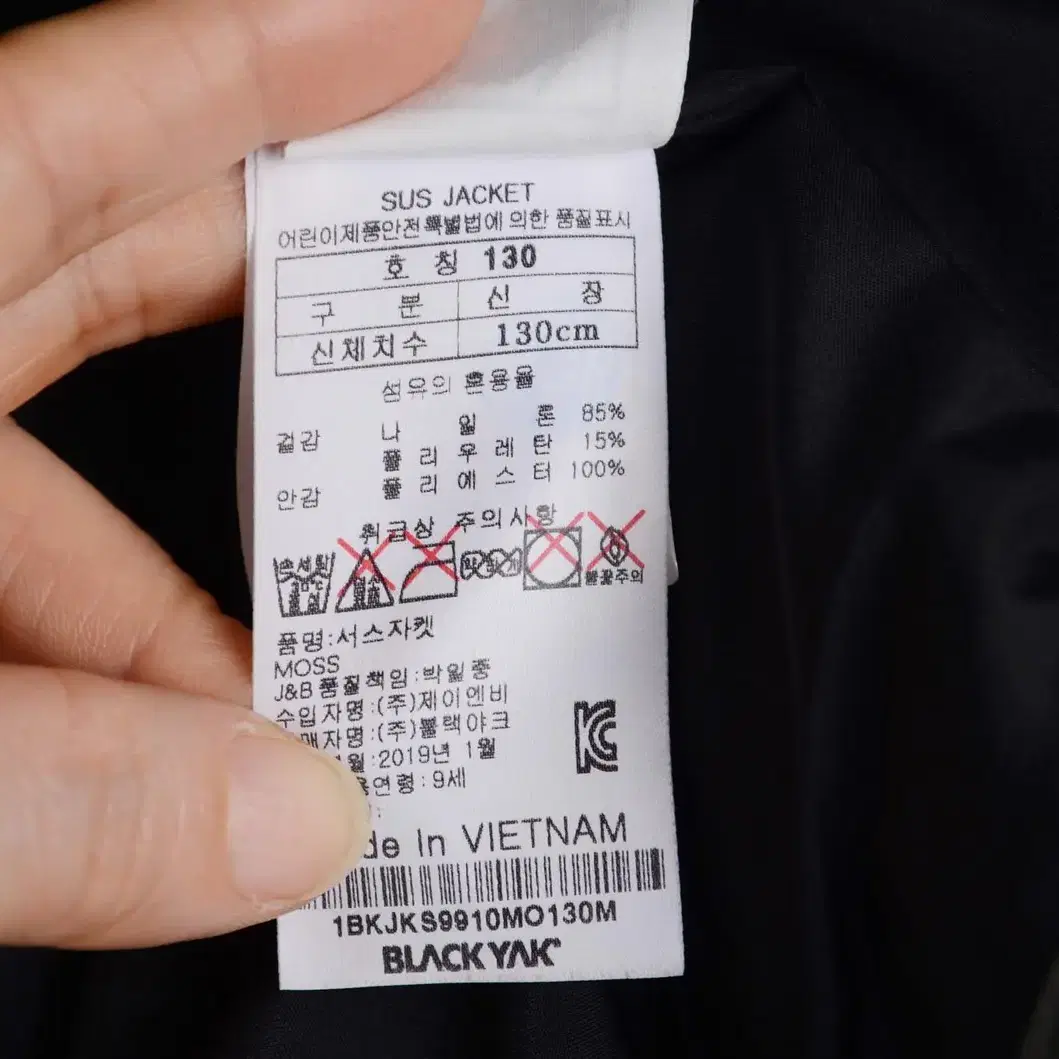 SUS JACKET
어린이제품안전특별법에 의한 품질표시
호 칭 130
구 분 신 장
신체치수 130cm
섬유의 혼용율
겉감 나 일 론 85%
폴 리 우 레 탄 15%
안감 폴 리 에 스 터 100%
취급상 주의사항
손세탁
30℃
불꽃주의
품명:서스자켓
MOSS
J&B 품질책임:박일중
수입자명:(주)제이엔비
매자명:(주)블랙야크
월:2019년 1월
용연령:9세
:
de In VIETNAM
1BKJKS9910MO130M
BLACKYAK